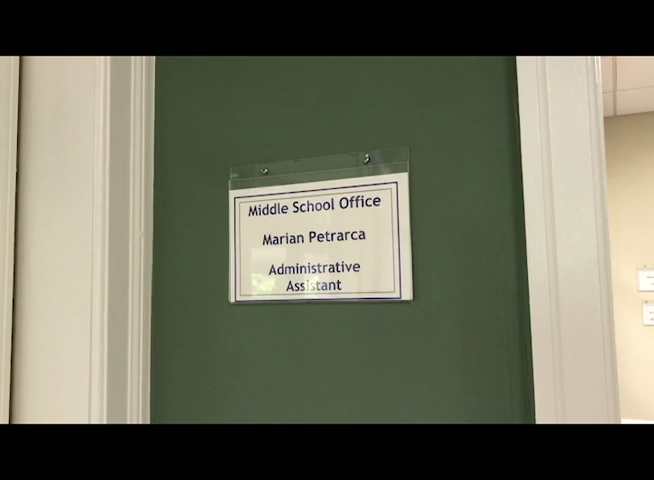 Middle School Office
Marian Petrarca
Administrative
Assistant